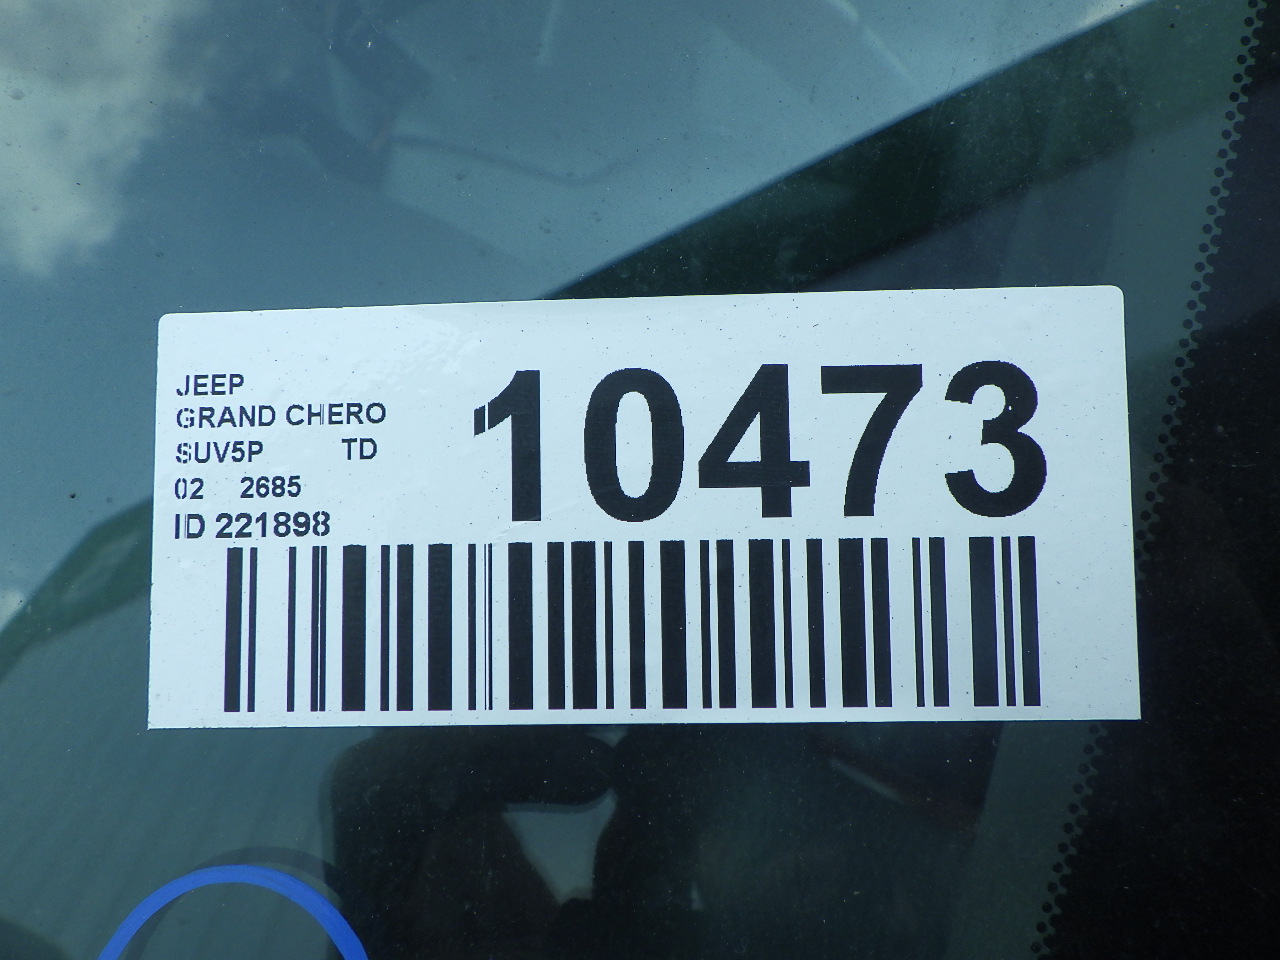 JEEP
GRAND CHERO
SUV5P TD
02 2685
ID 221898
10473